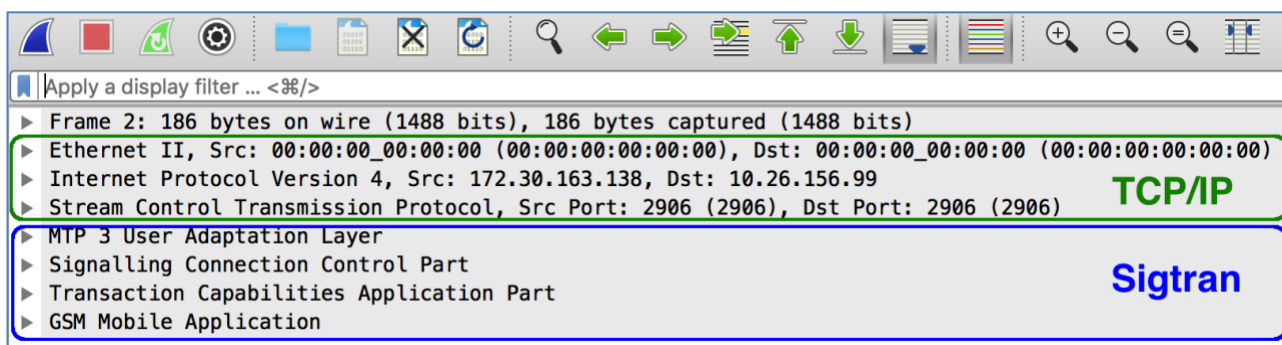 Apply a display filter ... <⌘/>
Frame 2: 186 bytes on wire (1488 bits), 186 bytes captured (1488 bits)
Ethernet II, Src: 00:00:00_00:00:00 (00:00:00:00:00:00), Dst: 00:00:00_00:00:00 (00:00:00:00:00:00)
Internet Protocol Version 4, Src: 172.30.163.138, Dst: 10.26.156.99
Stream Control Transmission Protocol, Src Port: 2906 (2906), Dst Port: 2906 (2906)
TCP/IP
MTP 3 User Adaptation Layer
Signalling Connection Control Part
Transaction Capabilities Application Part
GSM Mobile Application
Sigtran